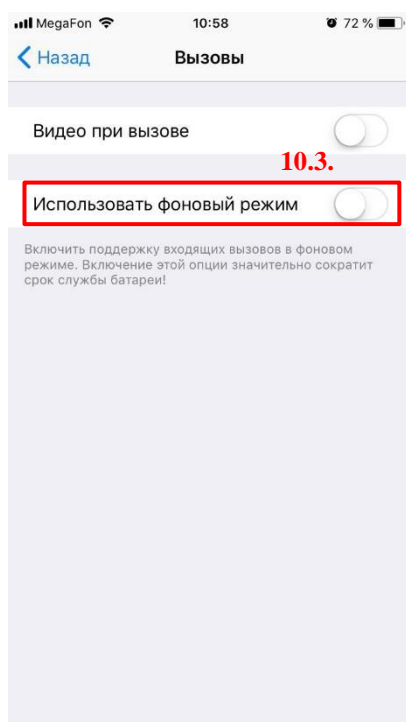 MegaFon 10:58 72 %
Назад Вызовы
Видео при вызове
10.3.
Использовать фоновый режим
Включить поддержку входящих вызовов в фоновом
режиме. Включение этой опции значительно сократит
срок службы батареи!